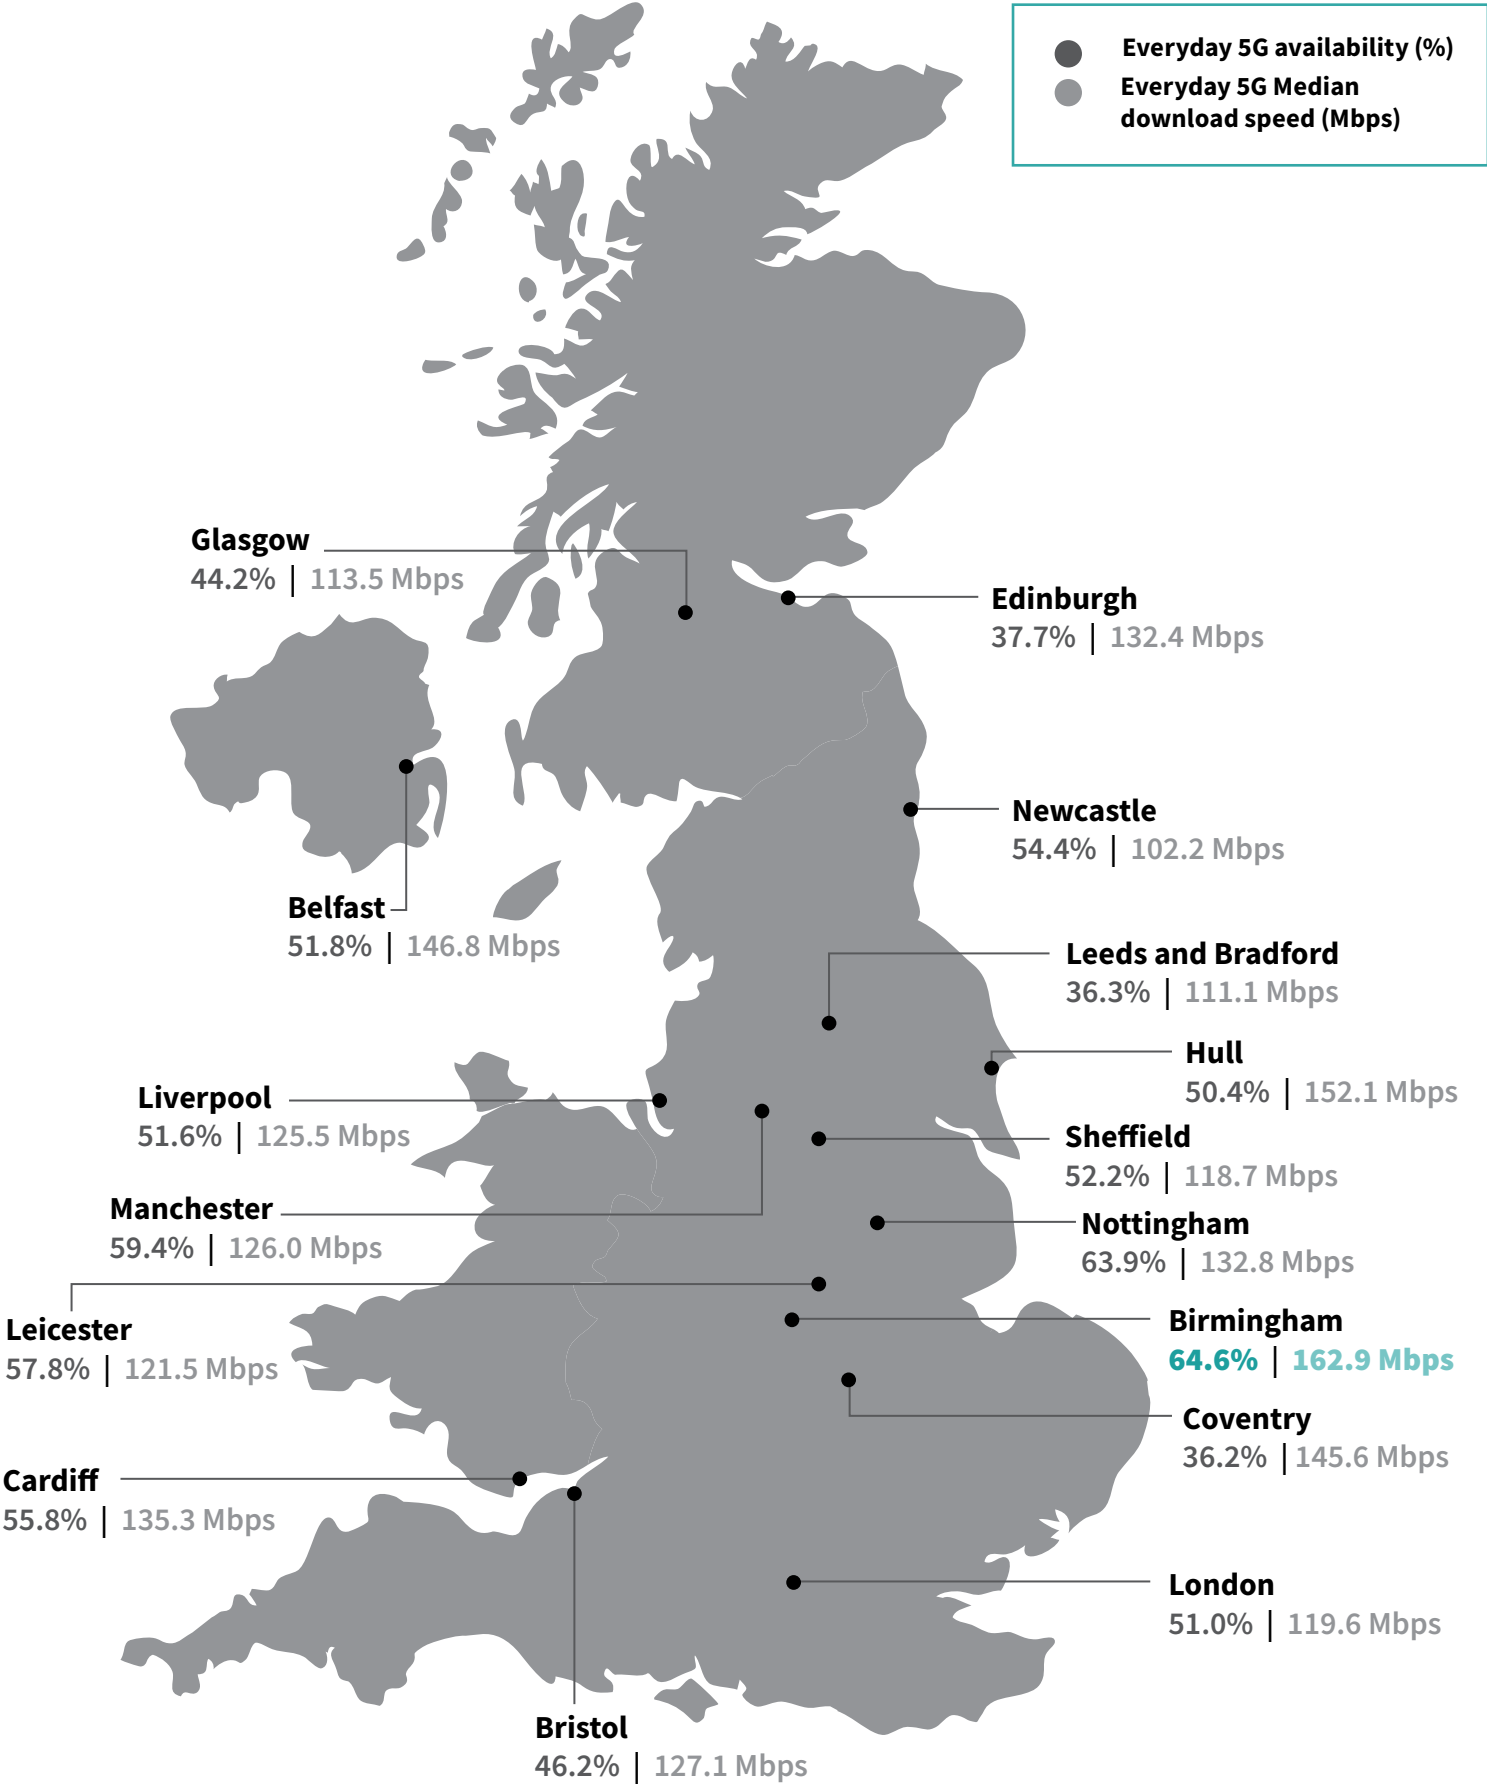 Everyday 5G availability (%)
Everyday 5G Median
download speed (Mbps)
Glasgow
44.2% | 113.5 Mbps
Edinburgh
37.7% | 132.4 Mbps
Newcastle
54.4% | 102.2 Mbps
Belfast
51.8% | 146.8 Mbps
Leeds and Bradford
36.3% | 111.1 Mbps
Hull
50.4% | 152.1 Mbps
Liverpool
51.6% | 125.5 Mbps
Sheffield
52.2% | 118.7 Mbps
Manchester
59.4% | 126.0 Mbps
Nottingham
63.9% | 132.8 Mbps
Leicester
57.8% | 121.5 Mbps
Birmingham
64.6% | 162.9 Mbps
Coventry
36.2% | 145.6 Mbps
Cardiff
55.8% | 135.3 Mbps
London
51.0% | 119.6 Mbps
Bristol
46.2% | 127.1 Mbps